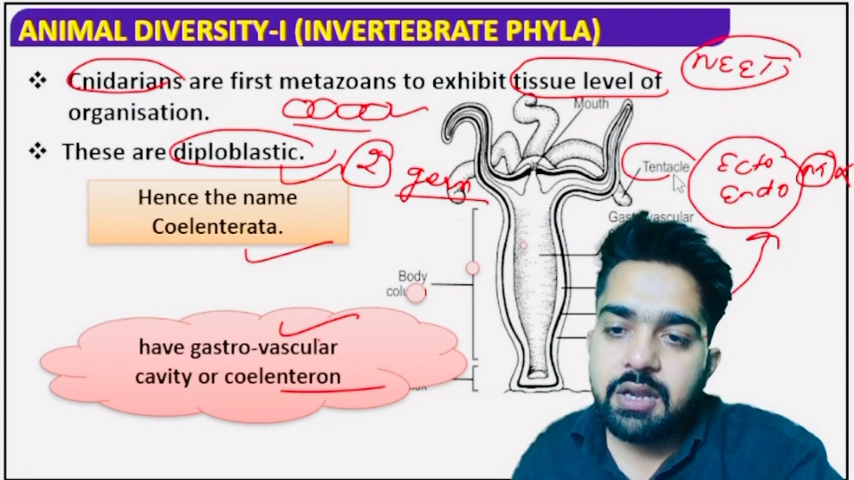 ANIMAL DIVERSITY-I (INVERTEBRATE PHYLA)
❖ Cnidarians are first metazoans to exhibit tissue level of
organisation.
NEET
Mouth
❖ These are diploblastic.
2 germ
Tentacle
Ecto
Endo
Hence the name
Coelenterata.
Body
have gastro-vascular
cavity or coelenteron